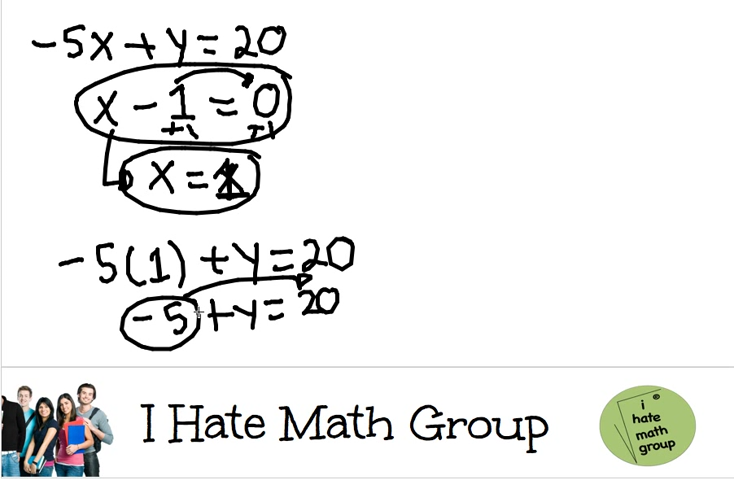 -5x + y = 20
x - 1 = 0
+1 +1
x = 1
-5(1) + y = 20
-5 + y = 20
I Hate Math Group
i
hate
math
group